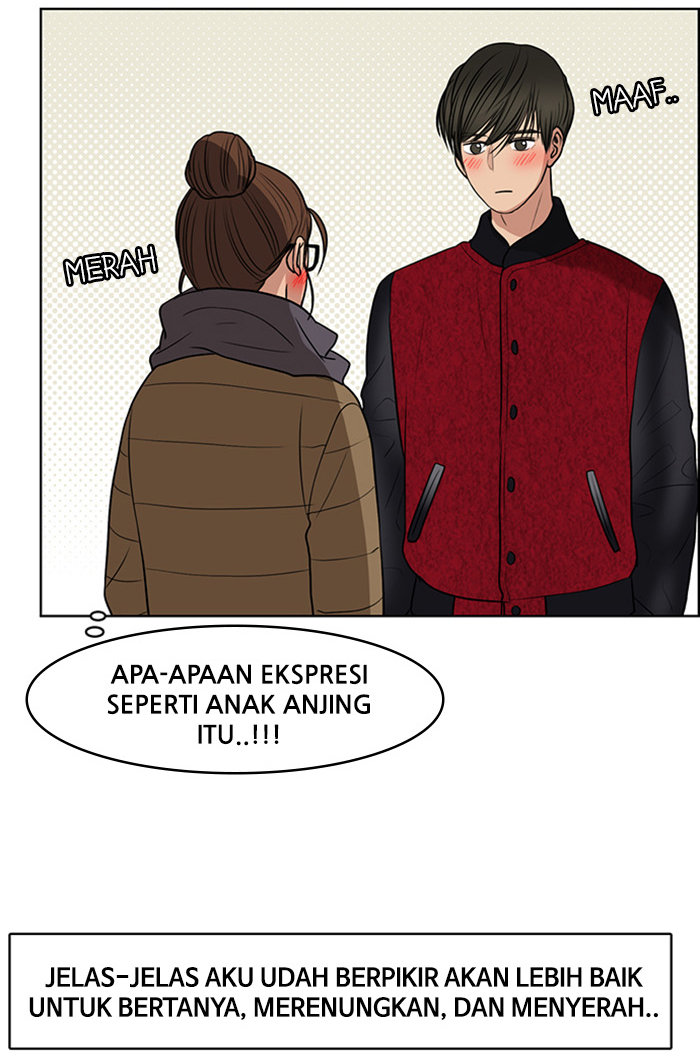 MAAF..
MERAH
APA-APAAN EKSPRESI
SEPERTI ANAK ANJING
ITU..!!!
JELAS-JELAS AKU UDAH BERPIKIR AKAN LEBIH BAIK
UNTUK BERTANYA, MERENUNGKAN, DAN MENYERAH..